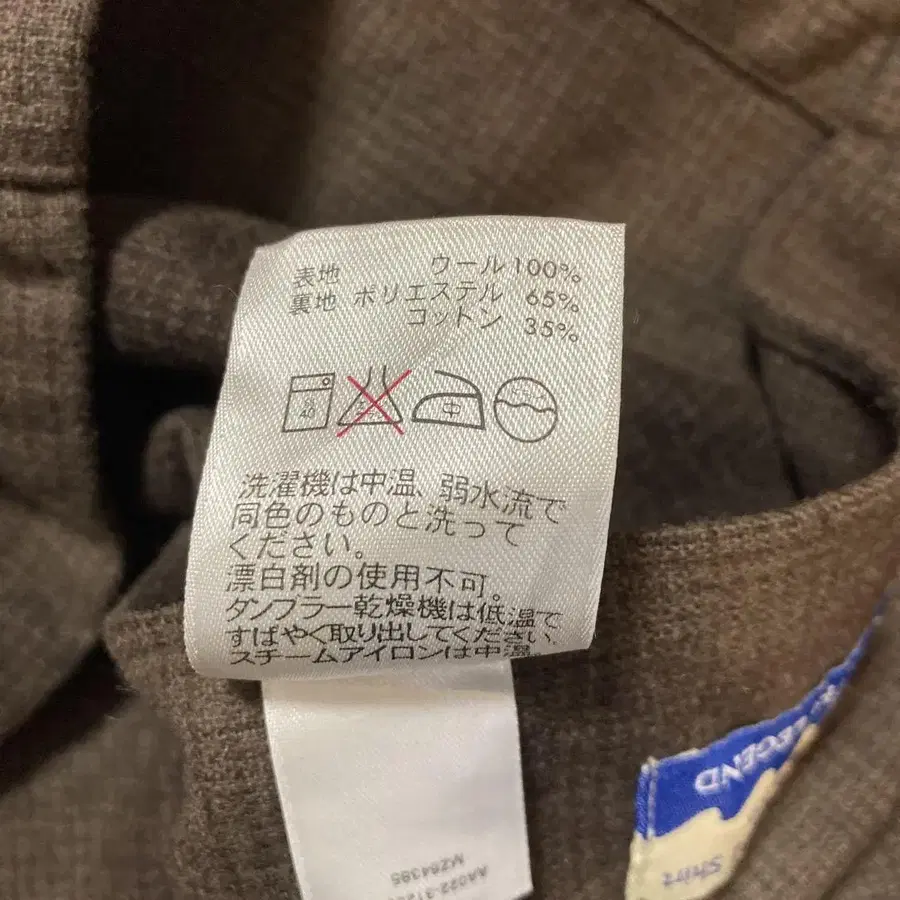 表地 ウール 100%
裏地 ポリエステル 65%
コットン 35%
40
中
洗濯機は中温、弱水流で
同色のものと洗って
ください。
漂白剤の使用不可。
タンブラー乾燥機は低温で
すばやく取り出してください。
スチームアイロンは中温。
MZ64395
LEGEND
Shirt